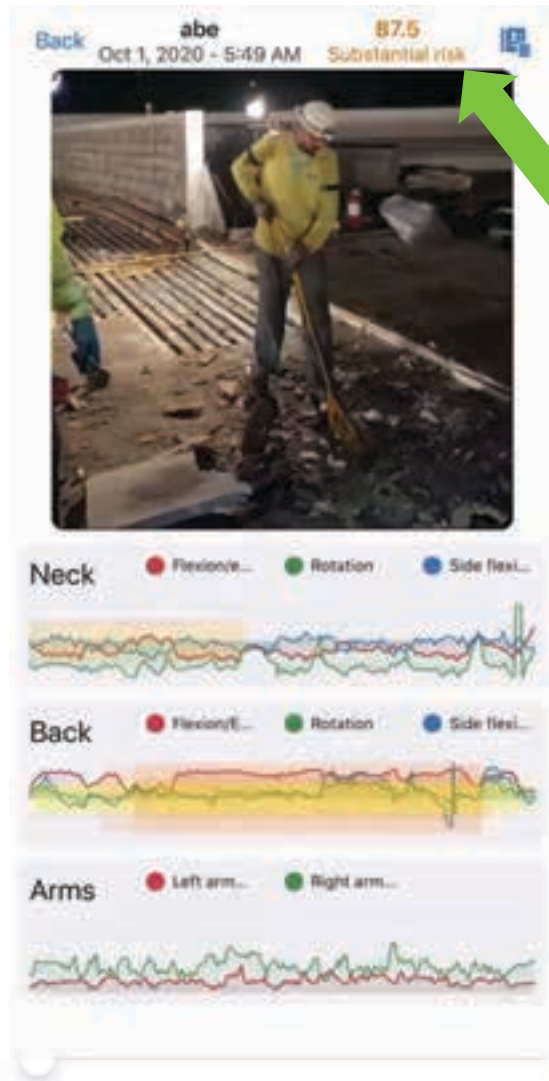 Back
abe
Oct 1, 2020 - 5:49 AM
87.5
Substantial risk
Neck
Flexion/e...
Rotation
Side flexi...
Back
Flexion/E...
Rotation
Side flexi...
Arms
Left arm...
Right arm...